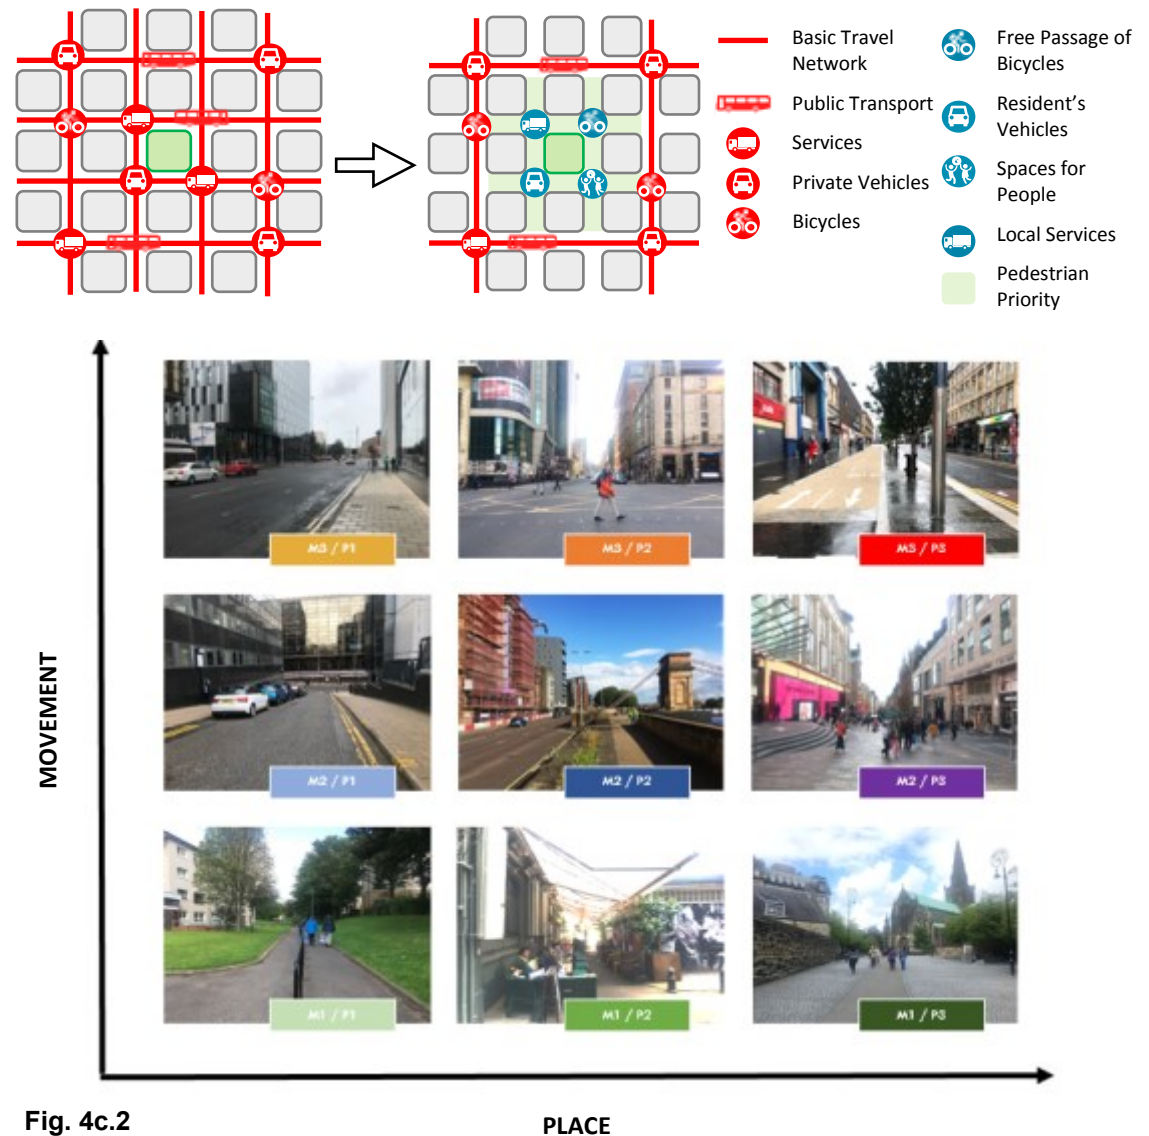 Basic Travel
Network
Public Transport
Services
Private Vehicles
Bicycles
Free Passage of
Bicycles
Resident's
Vehicles
Spaces for
People
Local Services
Pedestrian
Priority
MOVEMENT
M3 / P1
M3 / P2
M3 / P3
M2 / P1
M2 / P2
M2 / P3
M1 / P1
M1 / P2
M1 / P3
Fig. 4c.2
PLACE